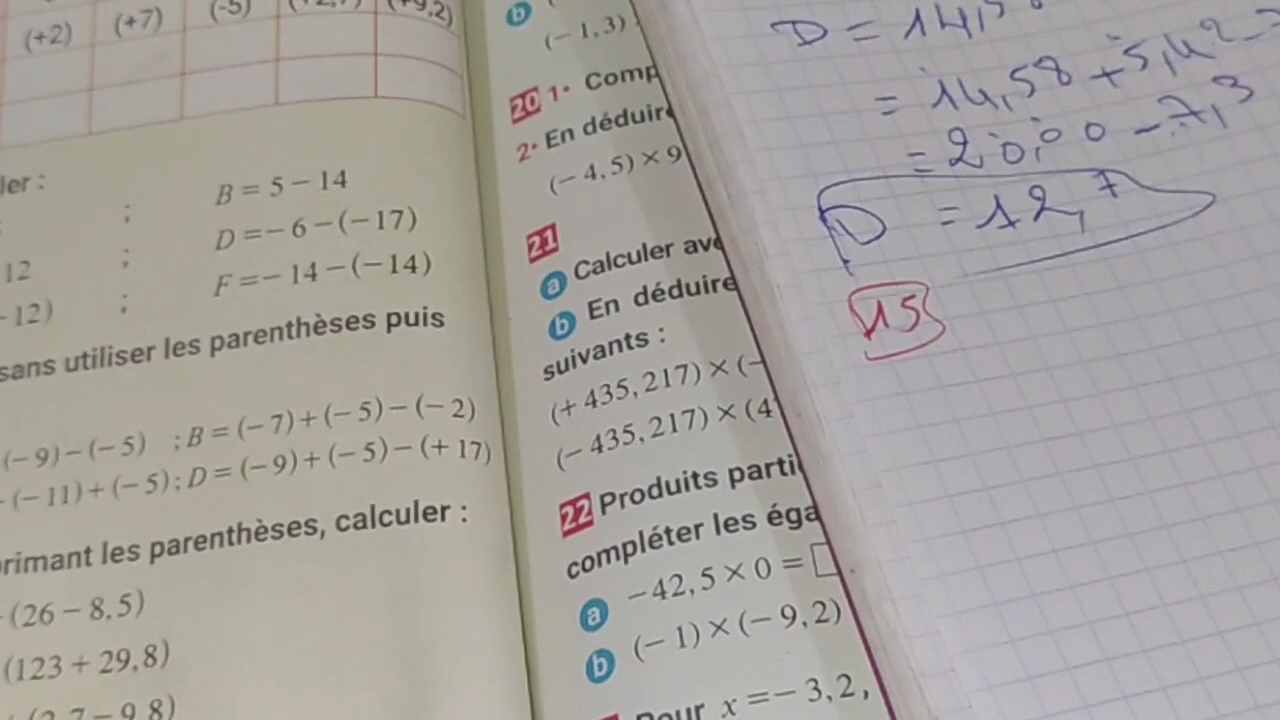 (+2) (+7) (-5)
ler :
; B = 5 − 14
12 ; D = − 6 − (− 17)
− 12) ; F = − 14 − (− 14)
sans utiliser les parenthèses puis
(− 9) − (− 5) ; B = (− 7) + (− 5) − (− 2)
(− 11) + (− 5) ; D = (− 9) + (− 5) − (+ 17)
rimant les parenthèses, calculer :
(26 − 8,5)
(123 + 29,8)
b
(− 1,3)
20 1• Comp
2• En déduire
(− 4,5) × 9
21
a Calculer ave
b En déduire
suivants :
(+ 435,217) × (−
(− 435,217) × (4
22 Produits parti
compléter les éga
a − 42,5 × 0 = □
b (− 1) × (− 9,2)
Pour x = − 3,2,
D = 14,5
= 14,58 + 5,42 −
= 20,00 − 7,3
D = 12,7
15